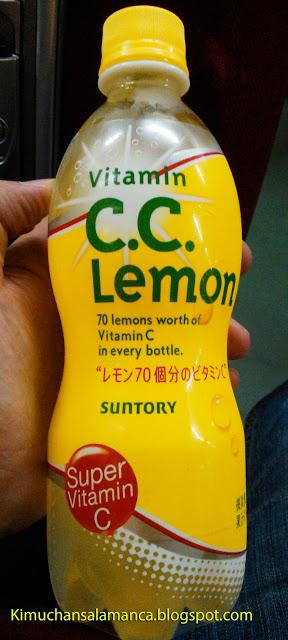 Vitamin
C.C.
Lemon
70 lemons worth of
Vitamin C
in every bottle.
"レモン70個分のビタミンC"
SUNTORY
Super
Vitamin
C
Kimuchansalamanca.blogspot.com